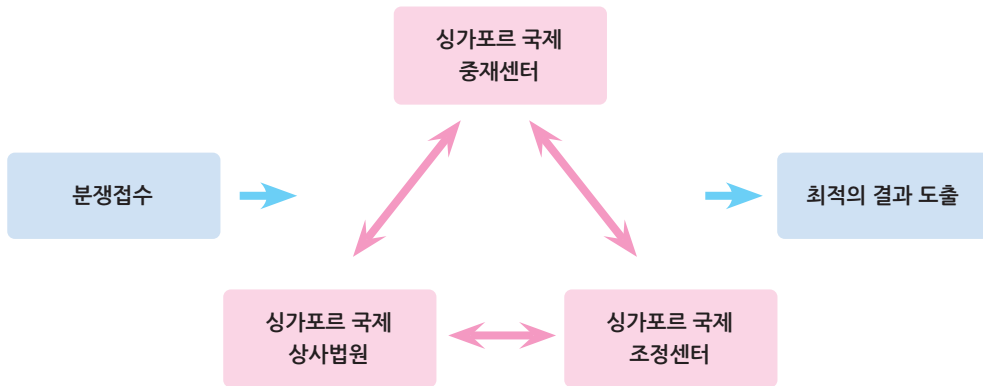 싱가포르 국제
중재센터
분쟁접수
최적의 결과 도출
싱가포르 국제
상사법원
싱가포르 국제
조정센터